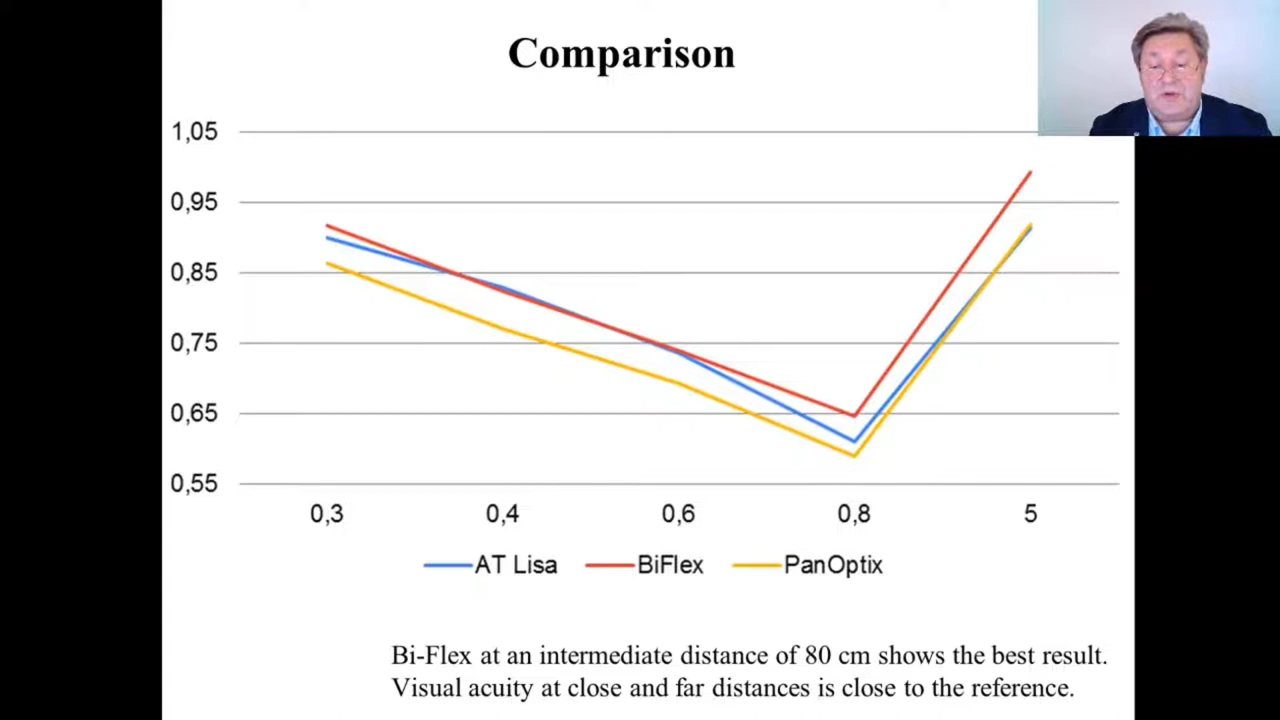 Comparison
1,05
0,95
0,85
0,75
0,65
0,55
0,3 0,4 0,6 0,8 5
AT Lisa BiFlex PanOptix
Bi-Flex at an intermediate distance of 80 cm shows the best result.
Visual acuity at close and far distances is close to the reference.